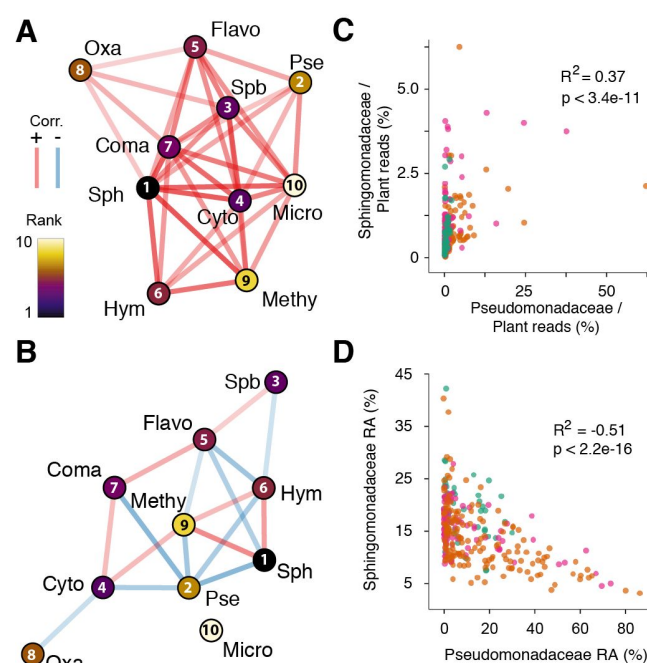 A
Oxa
Flavo
Pse
Spb
Coma
Sph
Cyto
Micro
Hym
Methy
8
5
2
3
7
1
4
10
6
9
Corr.
+ -
Rank
10
1
B
Spb
Flavo
Coma
Methy
Hym
Sph
Cyto
Pse
Micro
Oxa
3
5
7
6
9
1
4
2
10
8
C
Sphingomonadaceae /
Plant reads (%)
5.0
2.5
0
R2 = 0.37
p < 3.4e-11
0 25 50
Pseudomonadaceae /
Plant reads (%)
D
Sphingomonadaceae RA (%)
45
35
25
15
5
R2 = -0.51
p < 2.2e-16
0 20 40 60 80
Pseudomonadaceae RA (%)